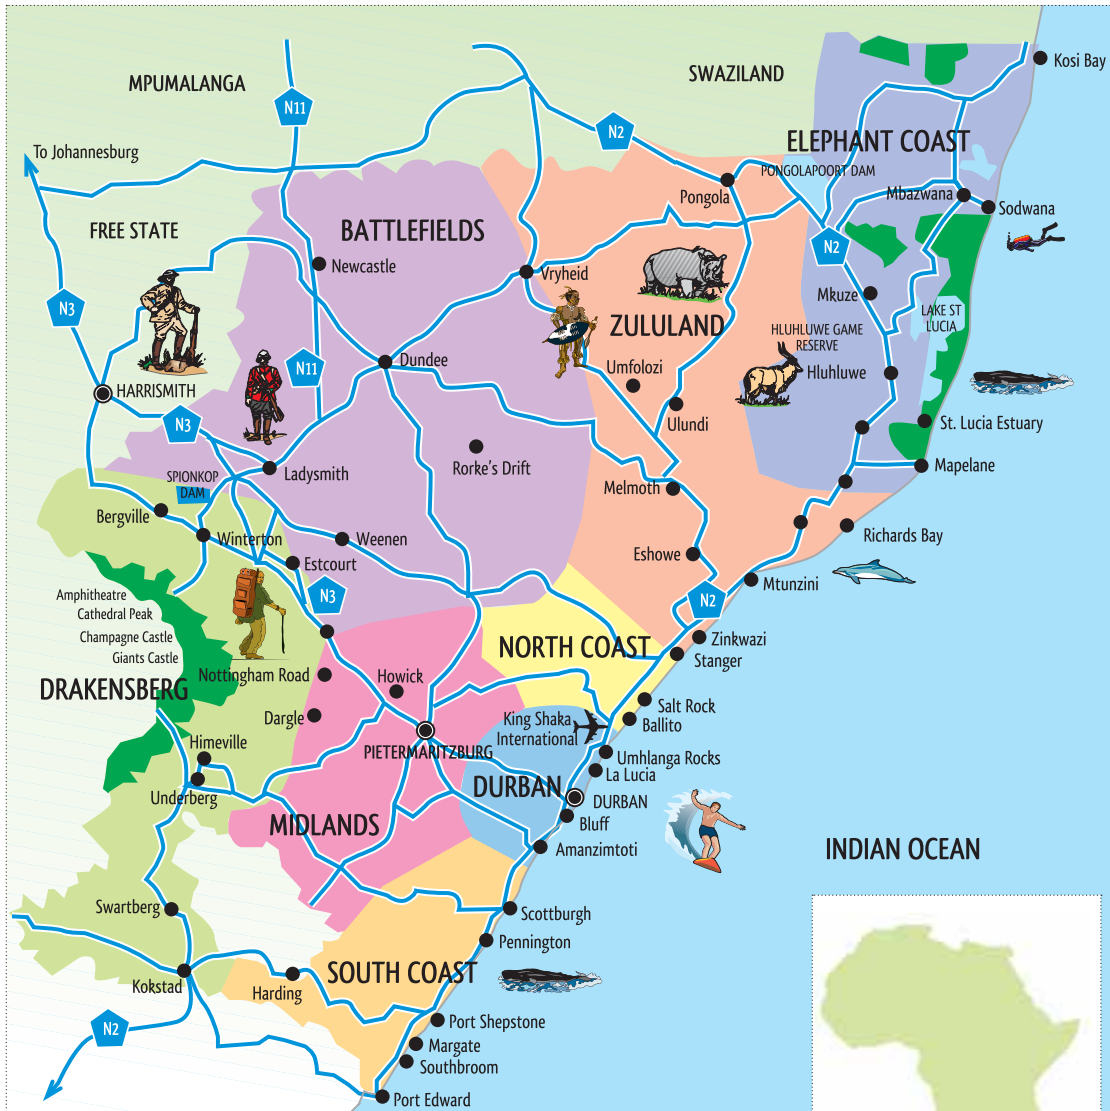 MPUMALANGA
SWAZILAND
Kosi Bay
N11
N2
ELEPHANT COAST
To Johannesburg
PONGOLAPOORT DAM
Pongola
Mbazwana
Sodwana
FREE STATE
BATTLEFIELDS
N2
Newcastle
Vryheid
Mkuze
N3
ZULULAND
LAKE ST
LUCIA
HLUHLUWE GAME
RESERVE
Dundee
N11
Umfolozi
Hluhluwe
HARRISMITH
Ulundi
St. Lucia Estuary
N3
Rorke's Drift
Mapelane
Ladysmith
SPIONKOP
DAM
Melmoth
Bergville
Richards Bay
Winterton
Weenen
Eshowe
Estcourt
Mtunzini
N3
N2
Amphitheatre
Cathedral Peak
Champagne Castle
Giants Castle
Zinkwazi
NORTH COAST
Stanger
Nottingham Road
Howick
DRAKENSBERG
Salt Rock
Ballito
Dargle
King Shaka
International
Himeville
PIETERMARITZBURG
Umhlanga Rocks
La Lucia
DURBAN
DURBAN
Underberg
Bluff
MIDLANDS
Amanzimtoti
INDIAN OCEAN
Swartberg
Scottburgh
Pennington
SOUTH COAST
Kokstad
Harding
N2
Port Shepstone
Margate
Southbroom
Port Edward